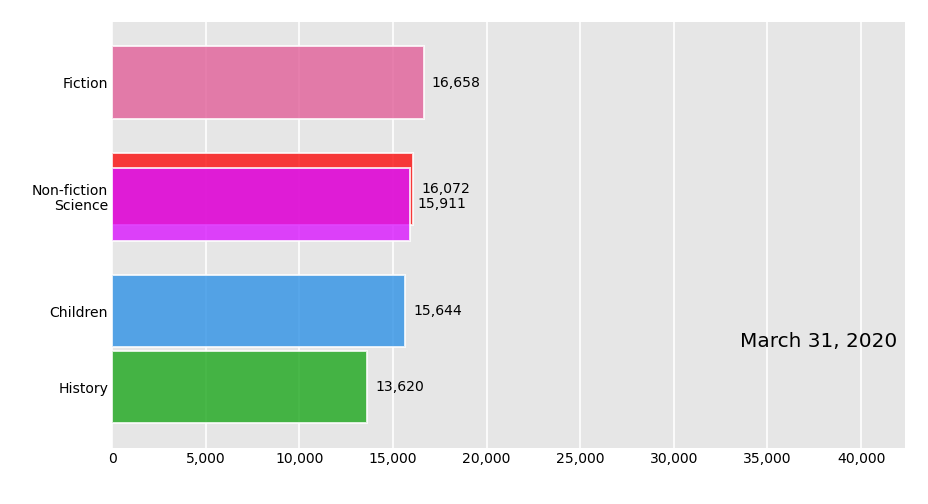 Fiction
16,658
Non-fiction
16,072
Science
15,911
Children
15,644
March 31, 2020
History
13,620
0
5,000
10,000
15,000
20,000
25,000
30,000
35,000
40,000